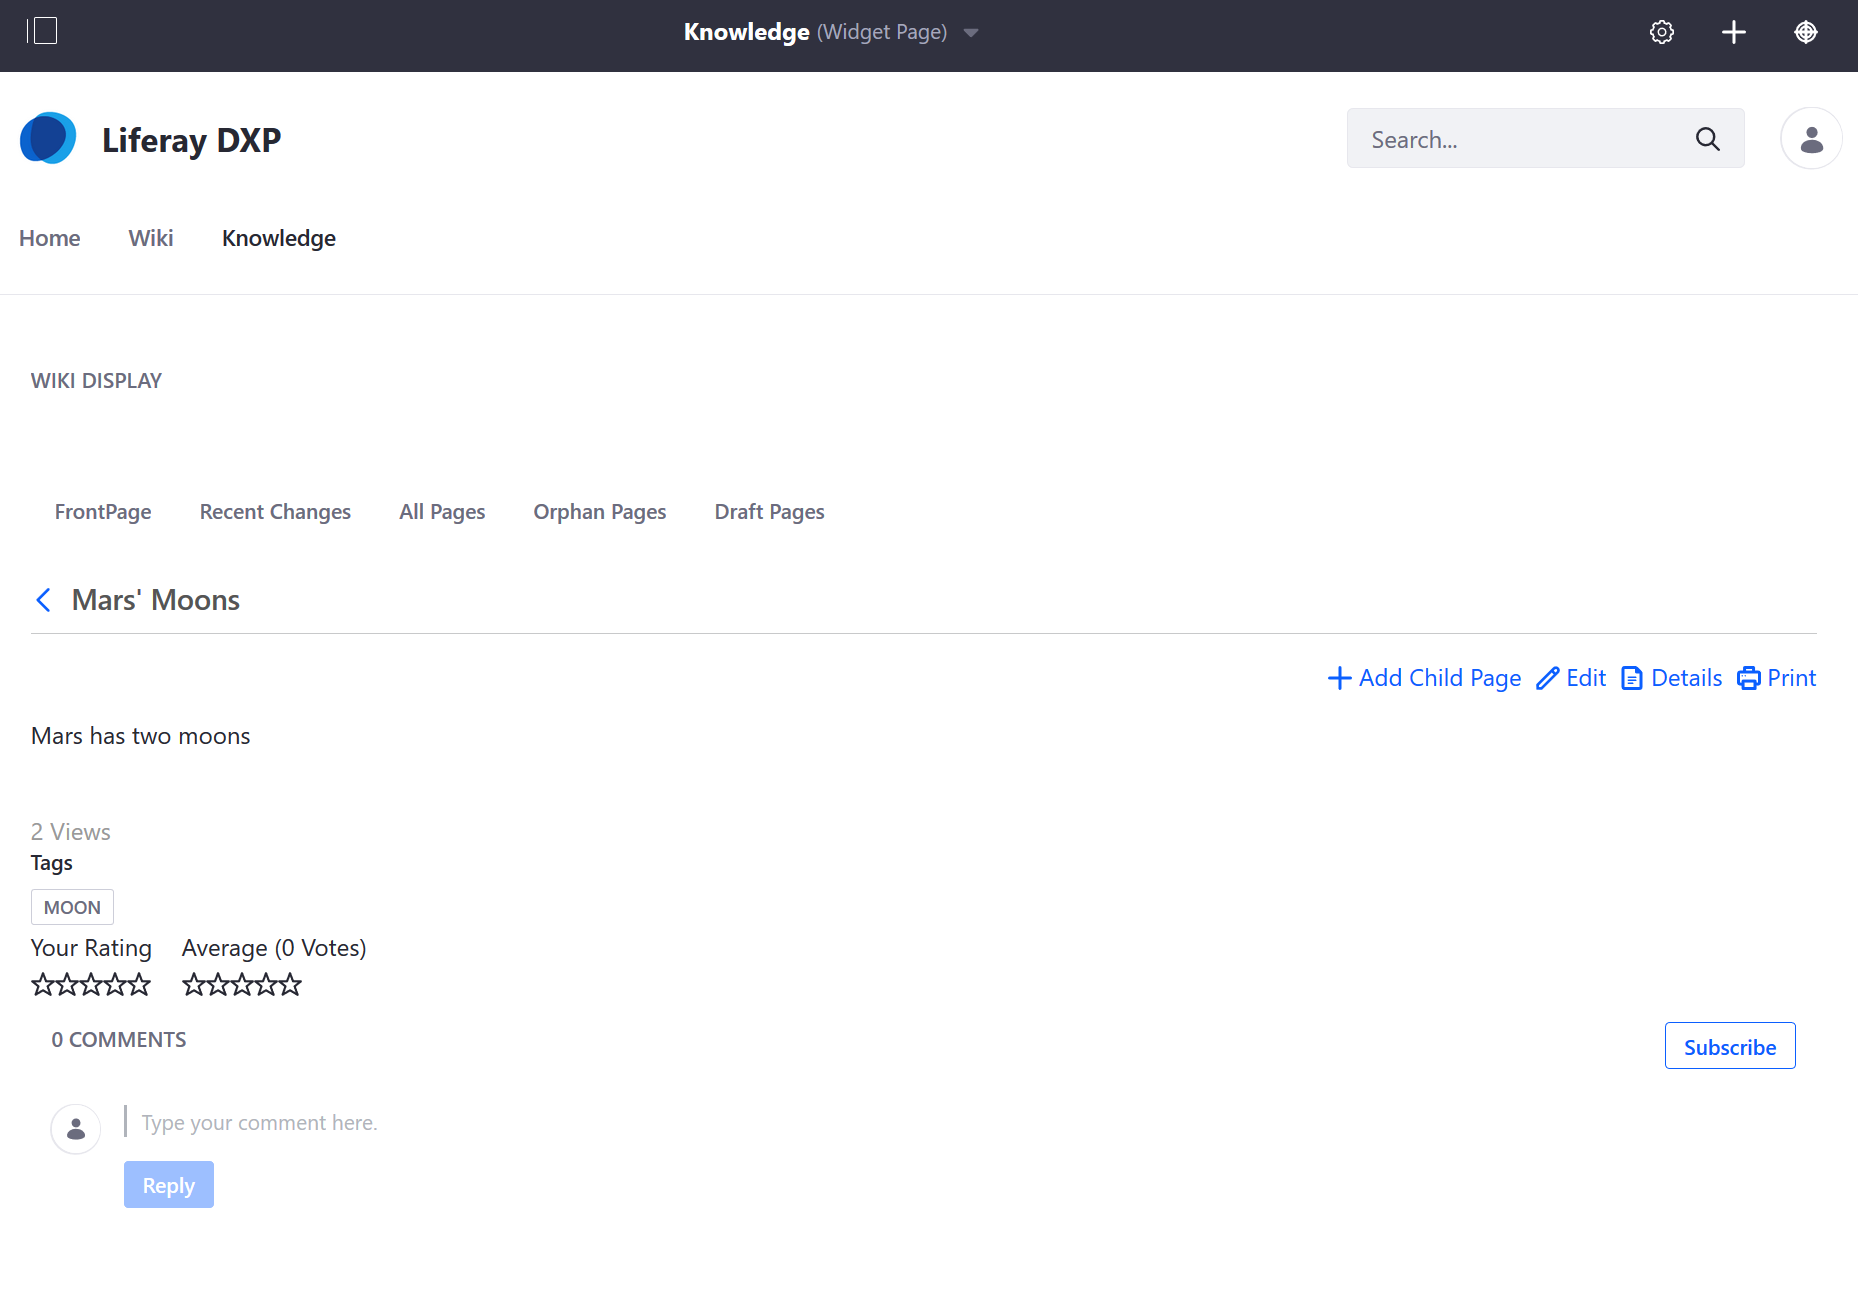 Knowledge (Widget Page)
Liferay DXP
Search...
Home Wiki Knowledge
WIKI DISPLAY
FrontPage Recent Changes All Pages Orphan Pages Draft Pages
Mars' Moons
Add Child Page Edit Details Print
Mars has two moons
2 Views
Tags
MOON
Your Rating Average (0 Votes)
0 COMMENTS
Subscribe
Type your comment here.
Reply